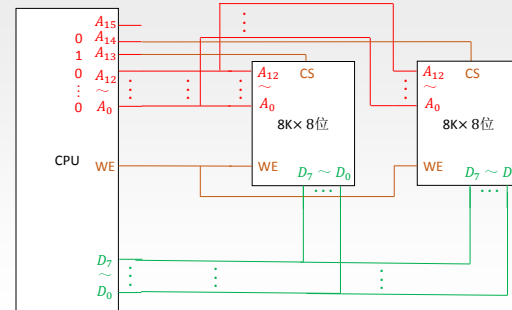 A15
0 A14
1 A13
0 A12
⋮ ~
0 A0
CPU WE
D7
~
D0
CS
A12
~
A0
8K× 8位
WE
D7 ~ D0
CS
A12
~
A0
8K× 8位
WE
D7 ~ D0